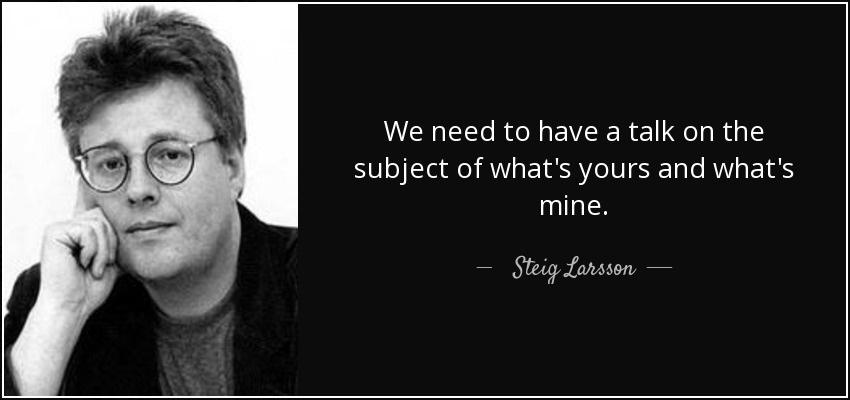 We need to have a talk on the
subject of what's yours and what's
mine.
Steig Larsson